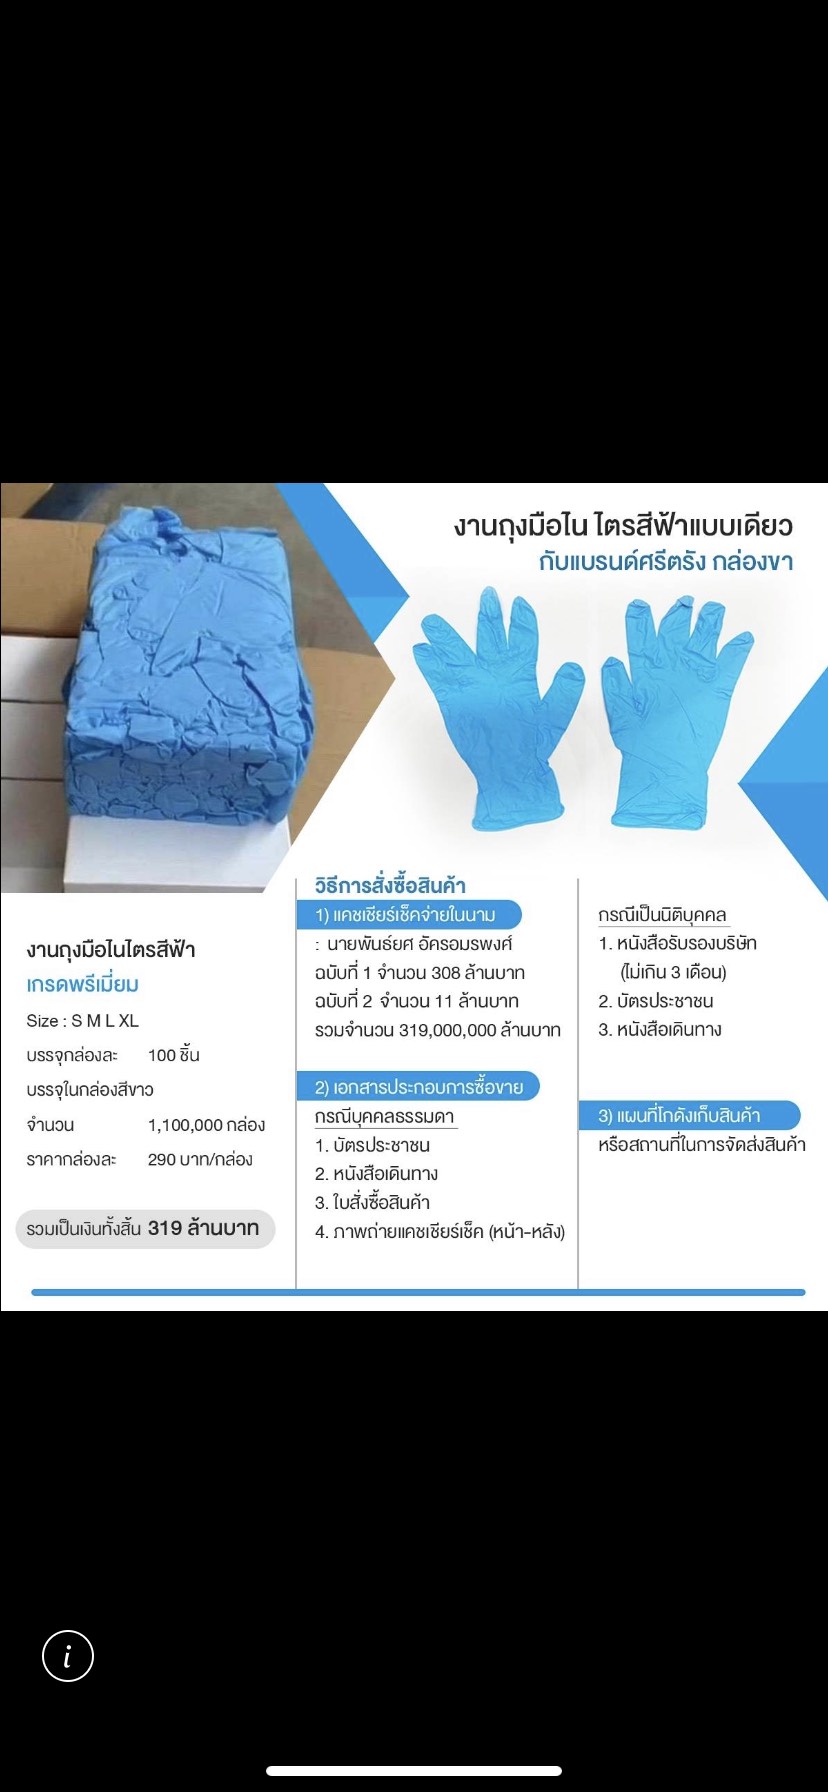 งานถุงมือไน ไตรสีฟ้าแบบเดียว
กับแบรนด์ศรีตรัง กล่องขา
งานถุงมือไนไตรสีฟ้า
เกรดพรีเมี่ยม
Size : S M L XL
บรรจุกล่องละ 100 ชิ้น
บรรจุในกล่องสีขาว
จำนวน 1,100,000 กล่อง
ราคากล่องละ 290 บาท/กล่อง
รวมเป็นเงินทั้งสิ้น 319 ล้านบาท
วิธีการสั่งซื้อสินค้า
1) แคชเชียร์เช็คจ่ายในนาม
: นายพันธ์ยศ อัครอมรพงศ์
ฉบับที่ 1 จำนวน 308 ล้านบาท
ฉบับที่ 2 จำนวน 11 ล้านบาท
รวมจำนวน 319,000,000 ล้านบาท
2) เอกสารประกอบการซื้อขาย
กรณีบุคคลธรรมดา
1. บัตรประชาชน
2. หนังสือเดินทาง
3. ใบสั่งซื้อสินค้า
4. ภาพถ่ายแคชเชียร์เช็ค (หน้า-หลัง)
กรณีเป็นนิติบุคคล
1. หนังสือรับรองบริษัท
(ไม่เกิน 3 เดือน)
2. บัตรประชาชน
3. หนังสือเดินทาง
3) แผนที่โกดังเก็บสินค้า
หรือสถานที่ในการจัดส่งสินค้า
i